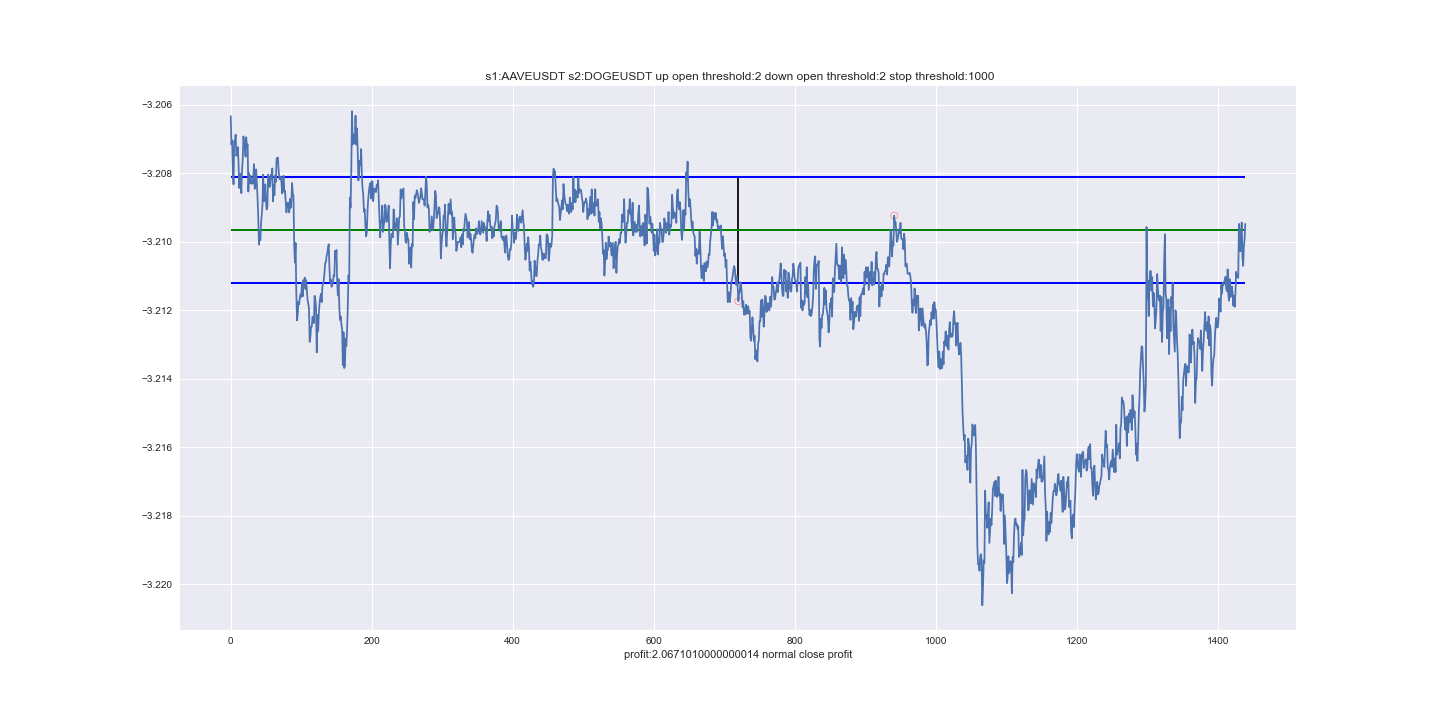 s1:AAVEUSDT s2:DOGEUSDT up open threshold:2 down open threshold:2 stop threshold:1000
−3.206
−3.208
−3.210
−3.212
−3.214
−3.216
−3.218
−3.220
0 200 400 600 800 1000 1200 1400
profit:2.0671010000000014 normal close profit